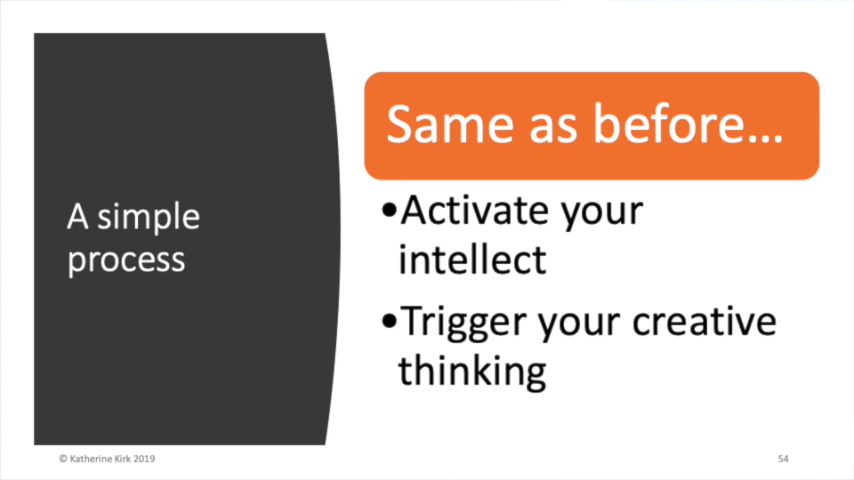 A simple
process
Same as before...
•Activate your
intellect
•Trigger your creative
thinking
© Katherine Kirk 2019
54